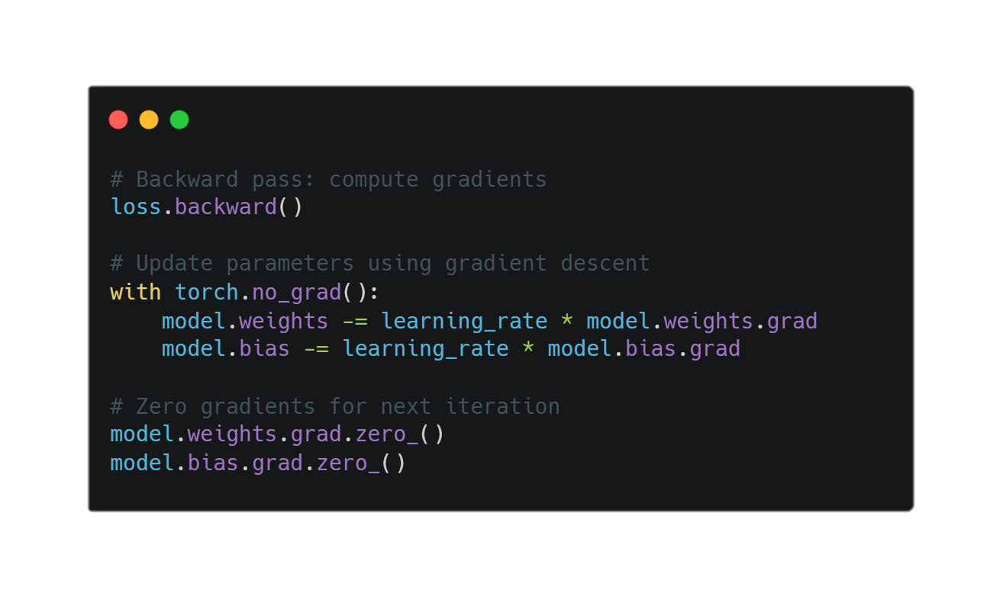 # Backward pass: compute gradients
loss.backward()
# Update parameters using gradient descent
with torch.no_grad():
    model.weights -= learning_rate * model.weights.grad
    model.bias -= learning_rate * model.bias.grad
# Zero gradients for next iteration
model.weights.grad.zero_()
model.bias.grad.zero_()